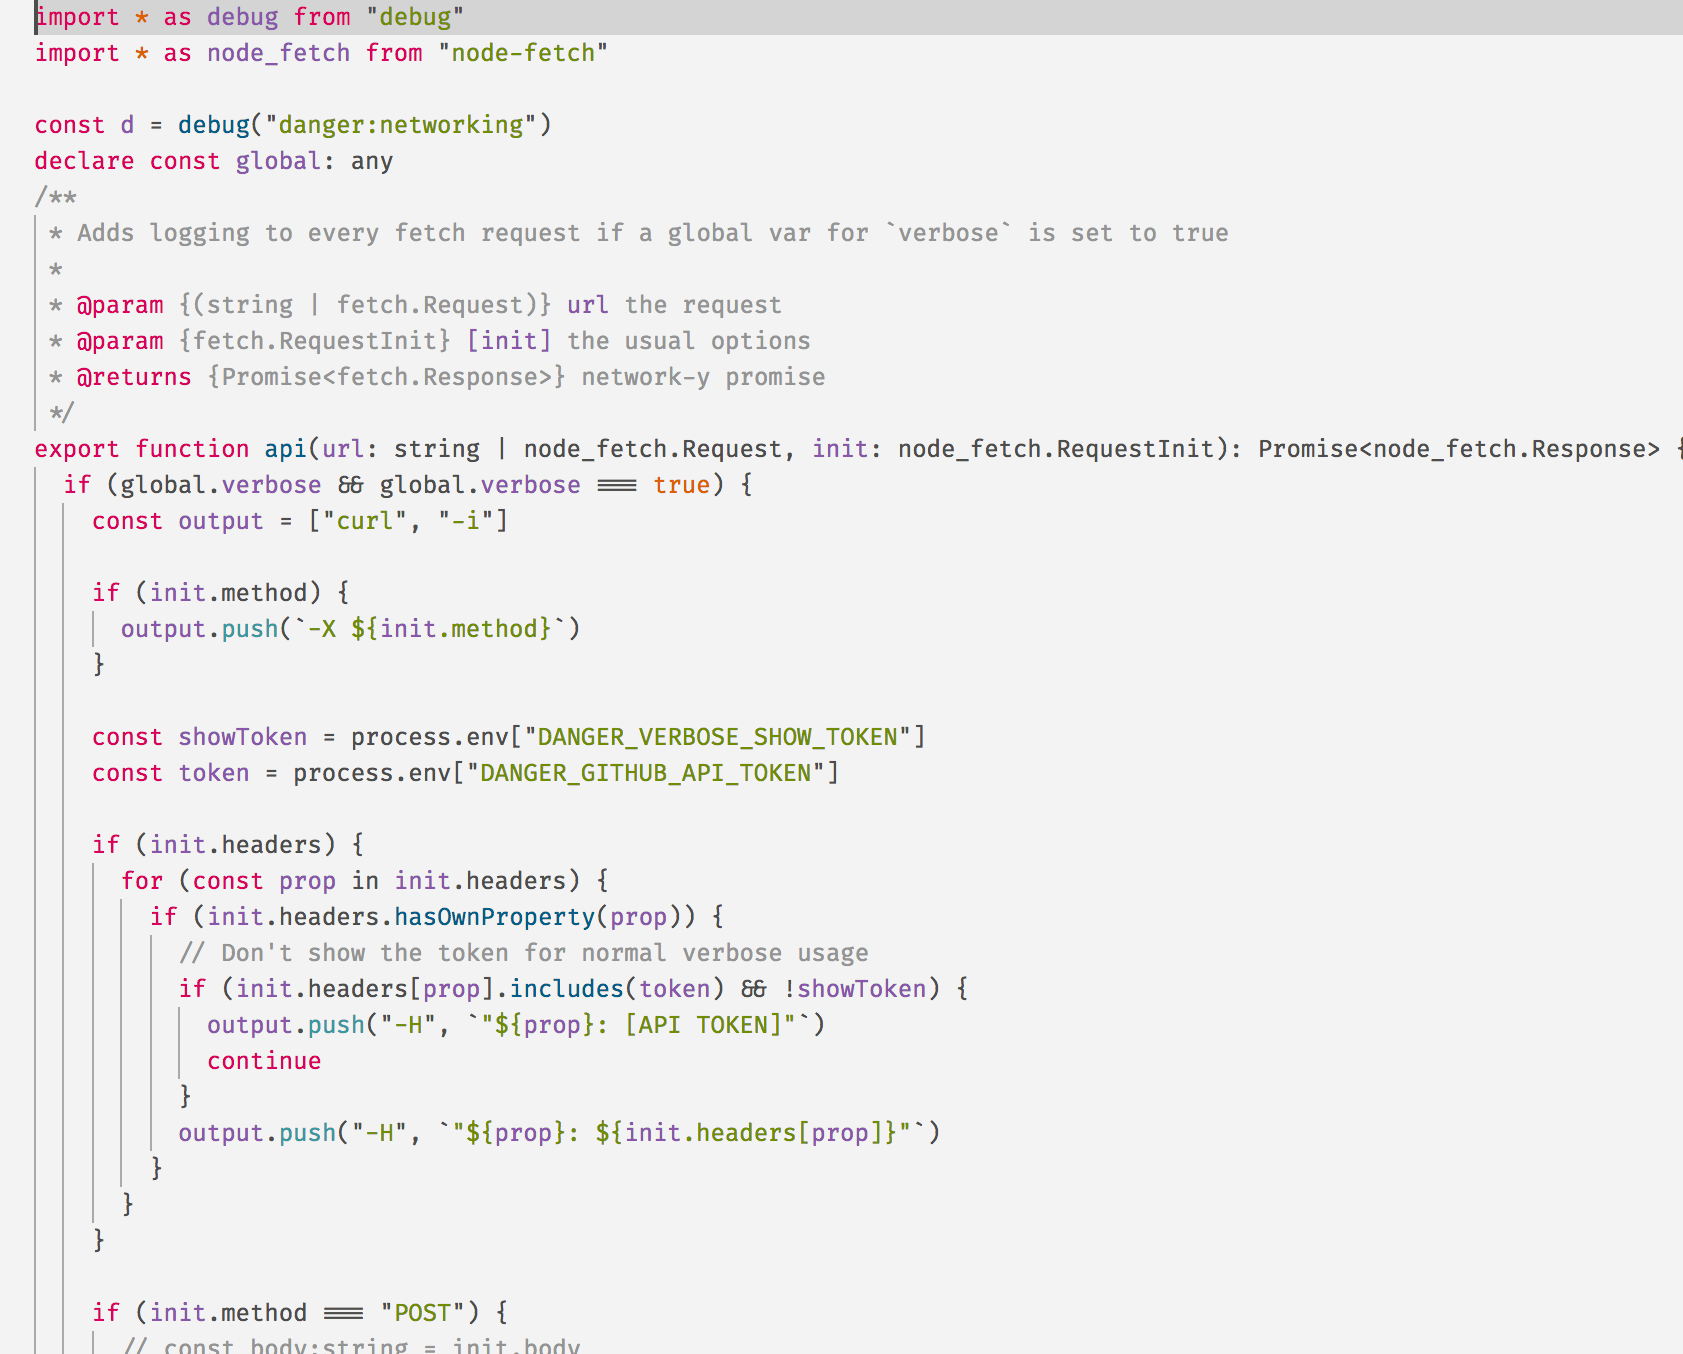 import * as debug from "debug"
import * as node_fetch from "node-fetch"

const d = debug("danger:networking")
declare const global: any
/**
 * Adds logging to every fetch request if a global var for `verbose` is set to true
 *
 * @param {(string | fetch.Request)} url the request
 * @param {fetch.RequestInit} [init] the usual options
 * @returns {Promise<fetch.Response>} network-y promise
 */
export function api(url: string | node_fetch.Request, init: node_fetch.RequestInit): Promise<node_fetch.Response> {
  if (global.verbose && global.verbose === true) {
    const output = ["curl", "-i"]

    if (init.method) {
      output.push(`-X ${init.method}`)
    }

    const showToken = process.env["DANGER_VERBOSE_SHOW_TOKEN"]
    const token = process.env["DANGER_GITHUB_API_TOKEN"]

    if (init.headers) {
      for (const prop in init.headers) {
        if (init.headers.hasOwnProperty(prop)) {
          // Don't show the token for normal verbose usage
          if (init.headers[prop].includes(token) && !showToken) {
            output.push("-H", `"${prop}: [API TOKEN]"`)
            continue
          }
          output.push("-H", `"${prop}: ${init.headers[prop]}"`)
        }
      }
    }

    if (init.method === "POST") {
      // const body:string = init.body